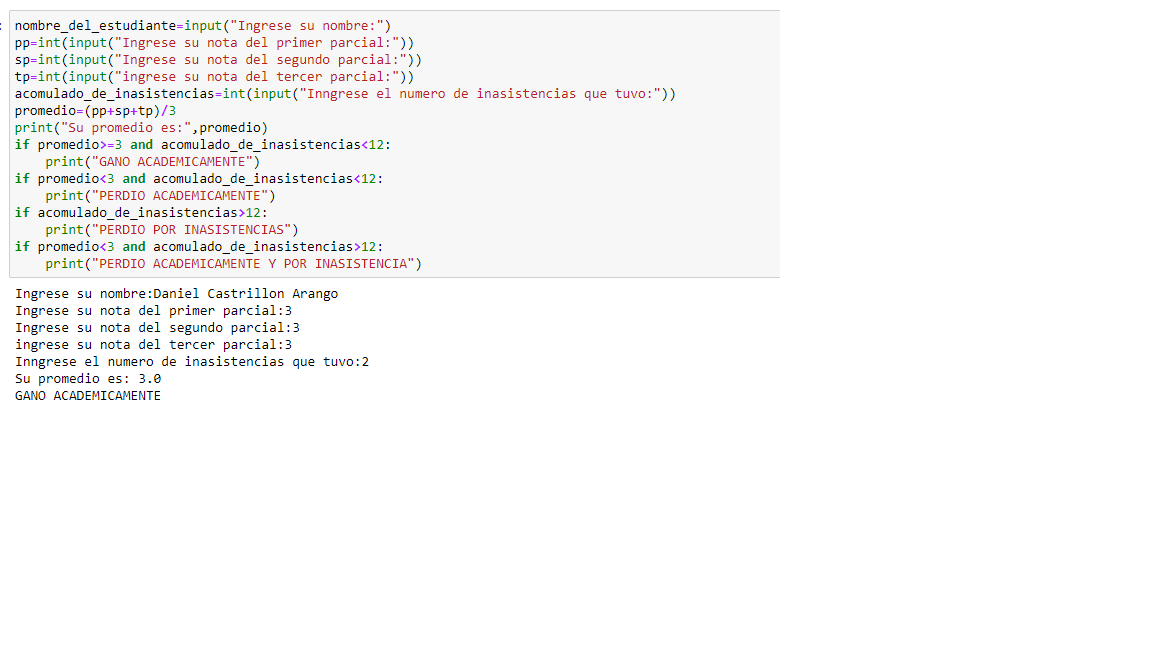 nombre_del_estudiante=input("Ingrese su nombre:")
pp=int(input("Ingrese su nota del primer parcial:"))
sp=int(input("Ingrese su nota del segundo parcial:"))
tp=int(input("ingrese su nota del tercer parcial:"))
acomulado_de_inasistencias=int(input("Inngrese el numero de inasistencias que tuvo:"))
promedio=(pp+sp+tp)/3
print("Su promedio es:",promedio)
if promedio>=3 and acomulado_de_inasistencias<12:
    print("GANO ACADEMICAMENTE")
if promedio<3 and acomulado_de_inasistencias<12:
    print("PERDIO ACADEMICAMENTE")
if acomulado_de_inasistencias>12:
    print("PERDIO POR INASISTENCIAS")
if promedio<3 and acomulado_de_inasistencias>12:
    print("PERDIO ACADEMICAMENTE Y POR INASISTENCIA")
Ingrese su nombre:Daniel Castrillon Arango
Ingrese su nota del primer parcial:3
Ingrese su nota del segundo parcial:3
ingrese su nota del tercer parcial:3
Inngrese el numero de inasistencias que tuvo:2
Su promedio es: 3.0
GANO ACADEMICAMENTE